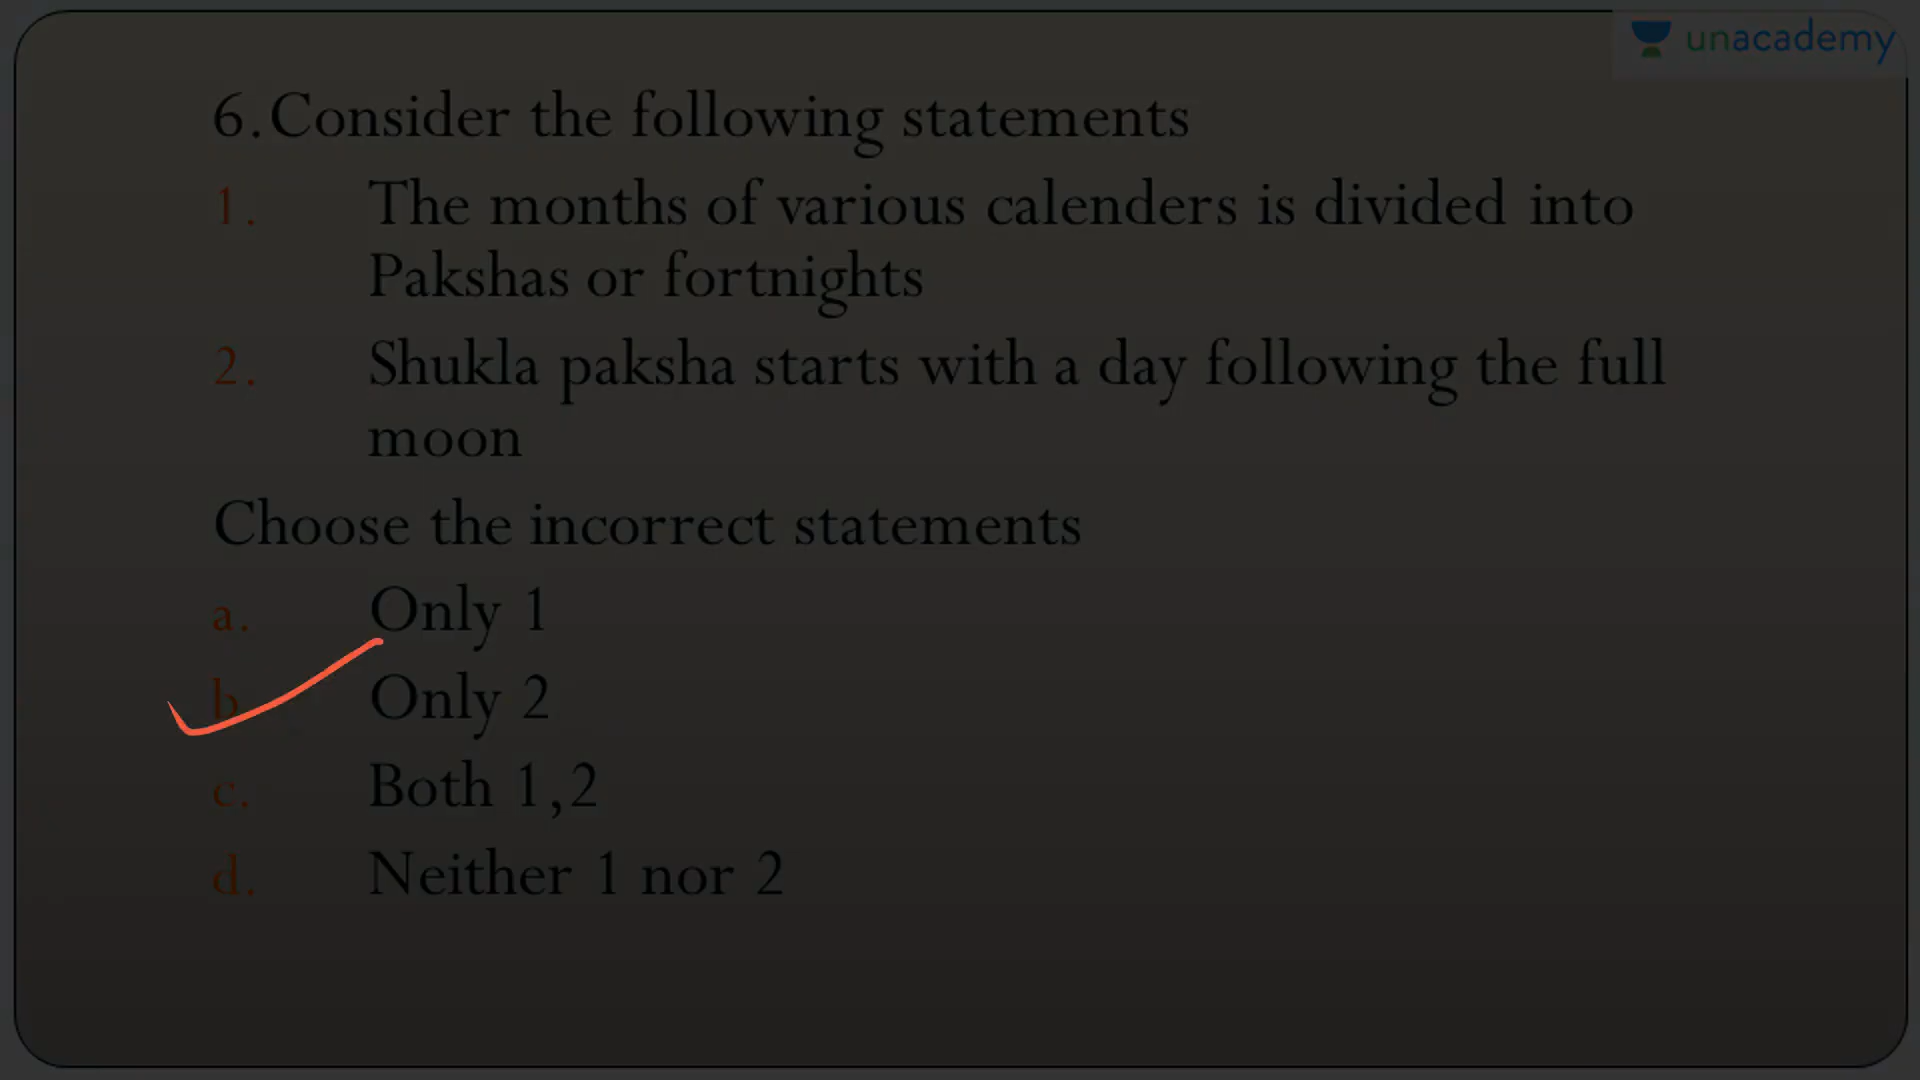 unacademy
6.Consider the following statements
1. The months of various calenders is divided into
Pakshas or fortnights
2. Shukla paksha starts with a day following the full
moon
Choose the incorrect statements
a. Only 1
b Only 2
c. Both 1,2
d. Neither 1 nor 2